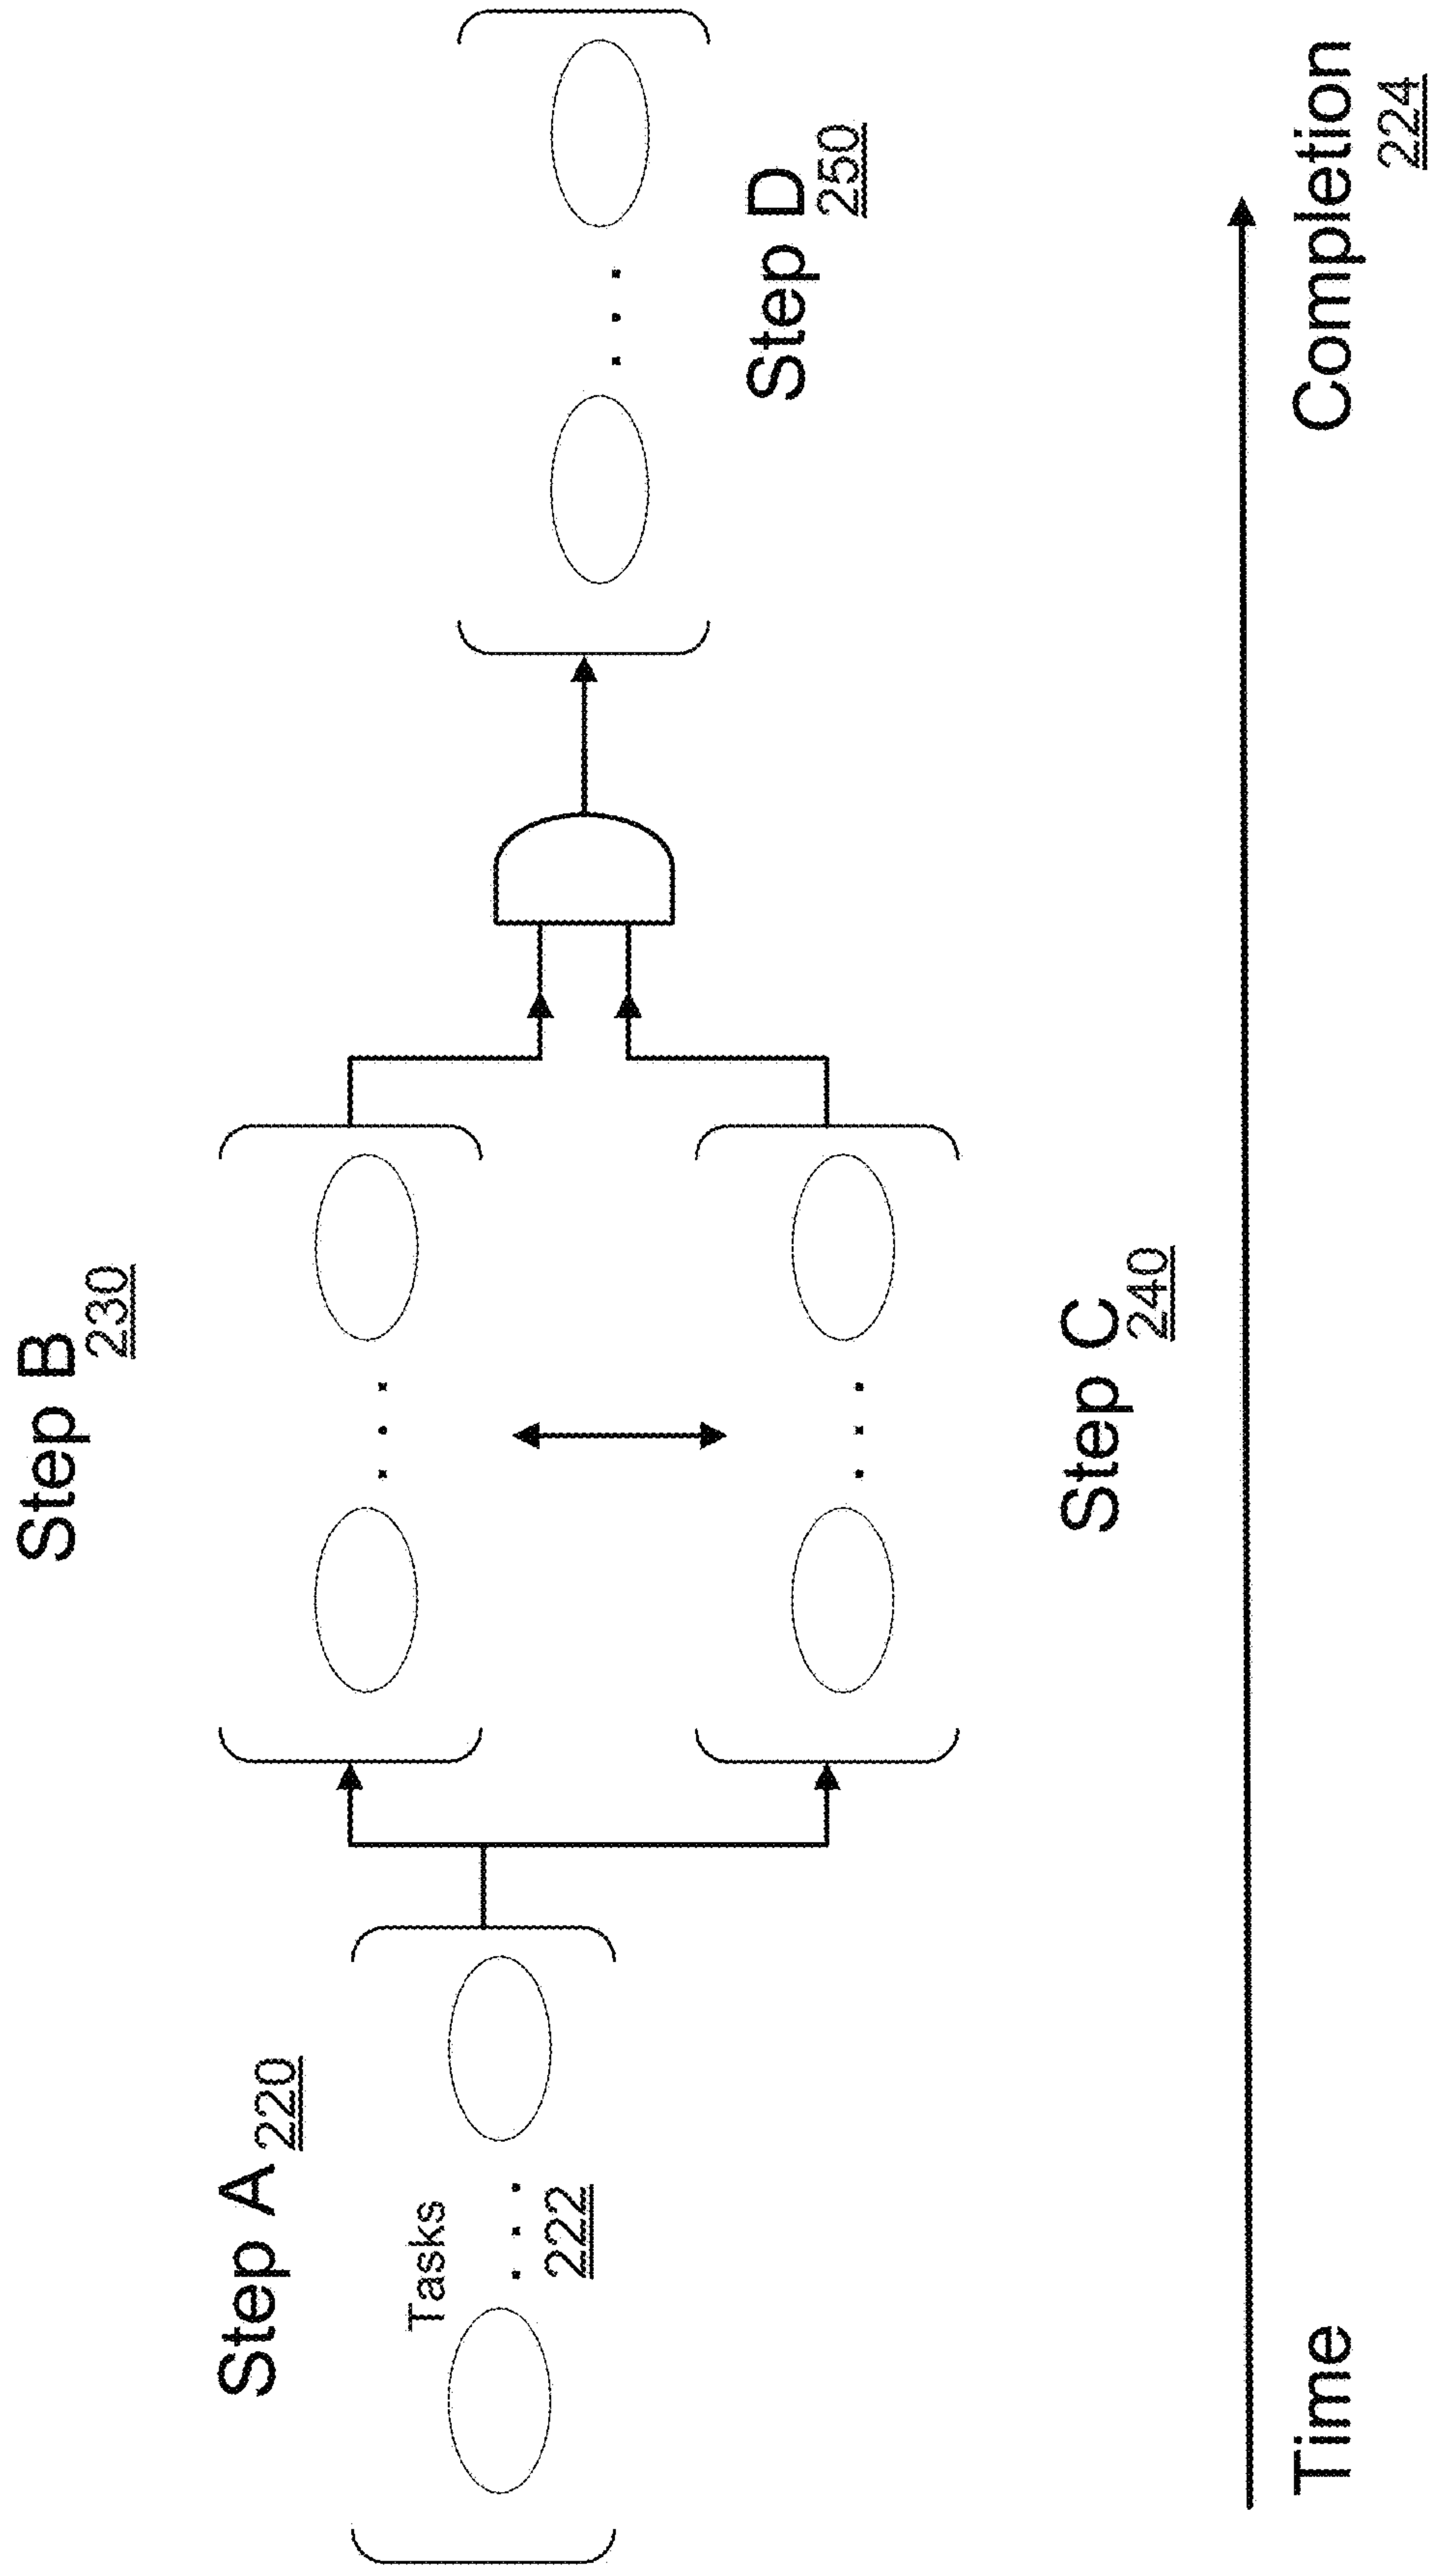 Step B
230
Step A 220
Tasks
222
Step D
250
Step C
240
Time
Completion
224